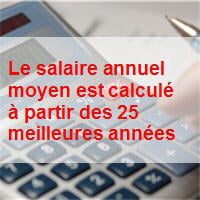 Le salaire annuel
moyen est calculé
à partir des 25
meilleures années